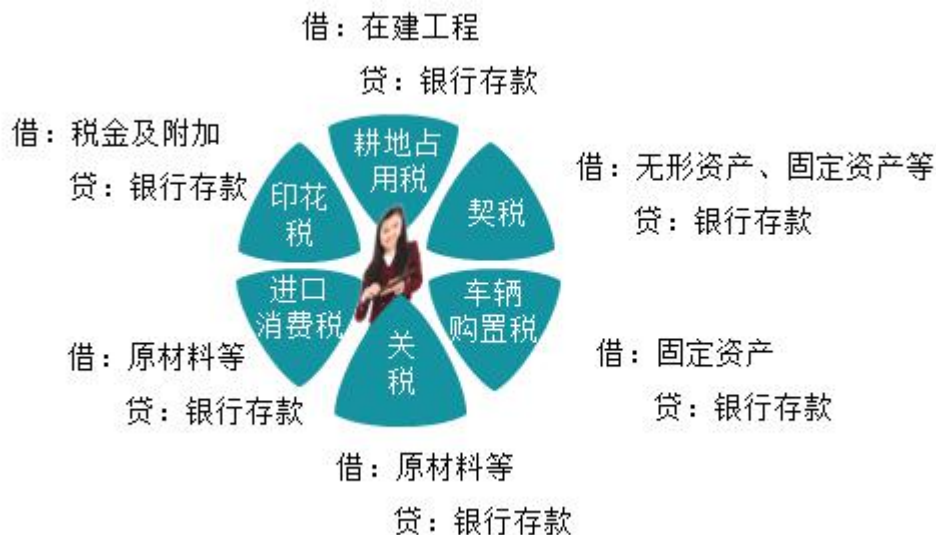 借：在建工程
贷：银行存款
借：税金及附加
贷：银行存款
耕地占
用税
借：无形资产、固定资产等
贷：银行存款
印花
税
契税
进口
消费税
车辆
购置税
关
税
借：原材料等
贷：银行存款
借：固定资产
贷：银行存款
借：原材料等
贷：银行存款